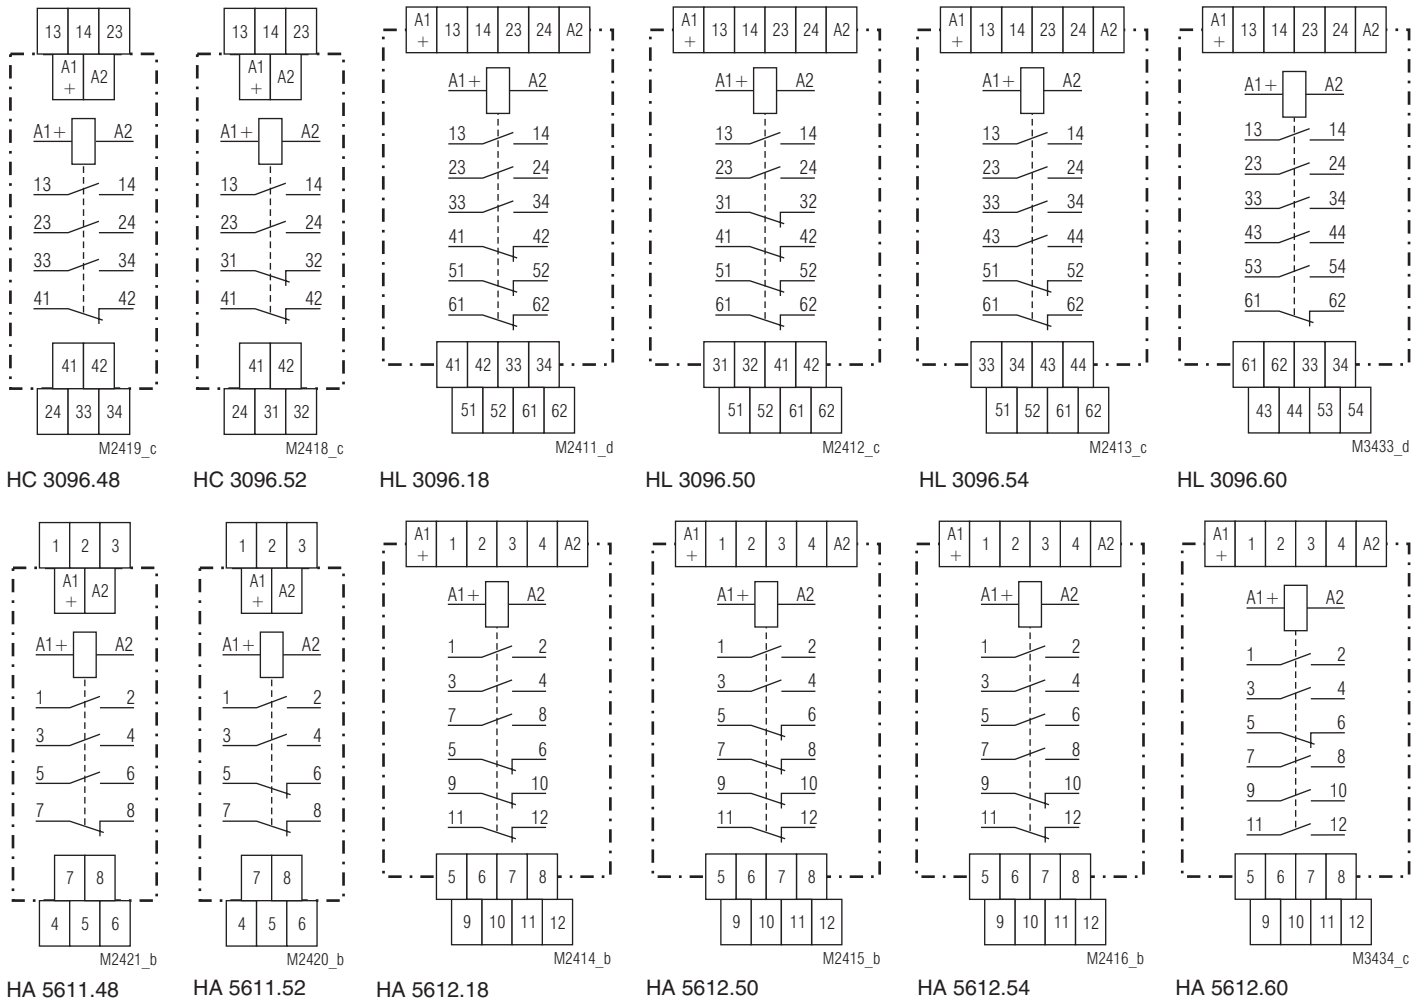 13 14 23
A1 + A2
A1+ A2
13 14
23 24
33 34
41 42
41 42
24 33 34
M2419_c
HC 3096.48
13 14 23
A1 + A2
A1+ A2
13 14
23 24
31 32
41 42
41 42
24 31 32
M2418_c
HC 3096.52
A1 + 13 14 23 24 A2
A1+ A2
13 14
23 24
33 34
41 42
51 52
61 62
41 42 33 34
51 52 61 62
M2411_d
HL 3096.18
A1 + 13 14 23 24 A2
A1+ A2
13 14
23 24
31 32
41 42
51 52
61 62
31 32 41 42
51 52 61 62
M2412_c
HL 3096.50
A1 + 13 14 23 24 A2
A1+ A2
13 14
23 24
33 34
43 44
51 52
61 62
33 34 43 44
51 52 61 62
M2413_c
HL 3096.54
A1 + 13 14 23 24 A2
A1+ A2
13 14
23 24
33 34
43 44
53 54
61 62
61 62 33 34
43 44 53 54
M3433_d
HL 3096.60
1 2 3
A1 + A2
A1+ A2
1 2
3 4
5 6
7 8
7 8
4 5 6
M2421_b
HA 5611.48
1 2 3
A1 + A2
A1+ A2
1 2
3 4
5 6
7 8
7 8
4 5 6
M2420_b
HA 5611.52
A1 + 1 2 3 4 A2
A1+ A2
1 2
3 4
7 8
5 6
9 10
11 12
5 6 7 8
9 10 11 12
M2414_b
HA 5612.18
A1 + 1 2 3 4 A2
A1+ A2
1 2
3 4
5 6
7 8
9 10
11 12
5 6 7 8
9 10 11 12
M2415_b
HA 5612.50
A1 + 1 2 3 4 A2
A1+ A2
1 2
3 4
5 6
7 8
9 10
11 12
5 6 7 8
9 10 11 12
M2416_b
HA 5612.54
A1 + 1 2 3 4 A2
A1+ A2
1 2
3 4
5 6
7 8
9 10
11 12
5 6 7 8
9 10 11 12
M3434_c
HA 5612.60